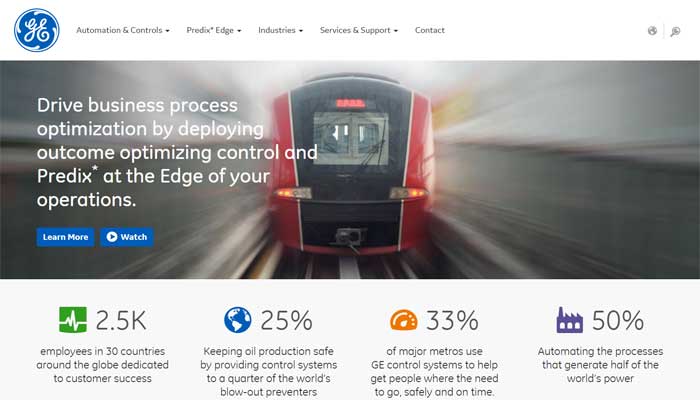 GE
Automation & Controls
Predix* Edge
Industries
Services & Support
Contact
Drive business process
optimization by deploying
outcome optimizing control and
Predix* at the Edge of your
operations.
Learn More
Watch
2.5K
employees in 30 countries
around the globe dedicated
to customer success
25%
Keeping oil production safe
by providing control systems
to a quarter of the world's
blow-out preventers
33%
of major metros use
GE control systems to help
get people where the need
to go, safely and on time.
50%
Automating the processes
that generate half of the
world's power